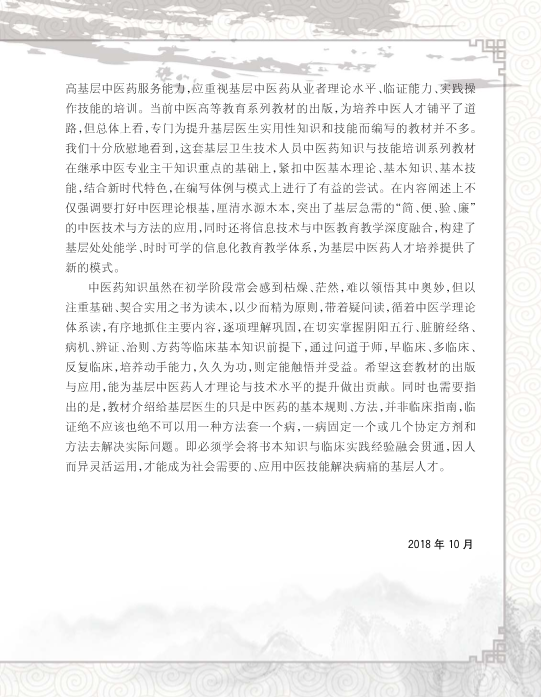 高基层中医药服务能力,应重视基层中医药从业者理论水平、临证能力、实践操
作技能的培训。当前中医高等教育系列教材的出版,为培养中医人才铺平了道
路,但总体上看,专门为提升基层医生实用性知识和技能而编写的教材并不多。
我们十分欣慰地看到,这套基层卫生技术人员中医药知识与技能培训系列教材
在继承中医专业主干知识重点的基础上,紧扣中医基本理论、基本知识、基本技
能,结合新时代特色,在编写体例与模式上进行了有益的尝试。在内容阐述上不
仅强调要打好中医理论根基,厘清水源木本,突出了基层急需的“简、便、验、廉”
的中医技术与方法的应用,同时还将信息技术与中医教育教学深度融合,构建了
基层处处能学、时时可学的信息化教育教学体系,为基层中医药人才培养提供了
新的模式。
中医药知识虽然在初学阶段常会感到枯燥、茫然,难以领悟其中奥妙,但以
注重基础、契合实用之书为读本,以少而精为原则,带着疑问读,循着中医学理论
体系读,有序地抓住主要内容,逐项理解巩固,在切实掌握阴阳五行、脏腑经络、
病机、辨证、治则、方药等临床基本知识前提下,通过问道于师,早临床、多临床、
反复临床,培养动手能力,久久为功,则定能触悟并受益。希望这套教材的出版
与应用,能为基层中医药人才理论与技术水平的提升做出贡献。同时也需要指
出的是,教材介绍给基层医生的只是中医药的基本规则、方法,并非临床指南,临
证绝不应该也绝不可以用一种方法套一个病,一病固定一个或几个协定方剂和
方法去解决实际问题。即必须学会将书本知识与临床实践经验融会贯通,因人
而异灵活运用,才能成为社会需要的、应用中医技能解决病痛的基层人才。
2018 年 10 月